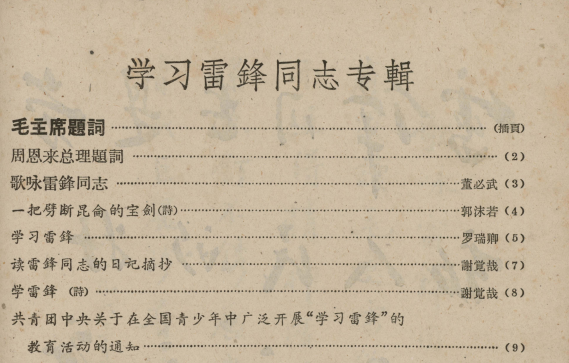 学习雷鋒同志专輯
毛主席題詞 (插頁)
周恩来总理題詞 (2)
歌咏雷鋒同志 董必武 (3)
一把劈断昆侖的宝剑(詩) 郭沫若 (4)
学习雷鋒 罗瑞卿 (5)
读雷鋒同志的日记摘抄 謝覚哉 (7)
学雷鋒 (詩) 謝覚哉 (8)
共青团中央关于在全国青少年中广泛开展“学习雷鋒”的
教育活动的通知 (9)